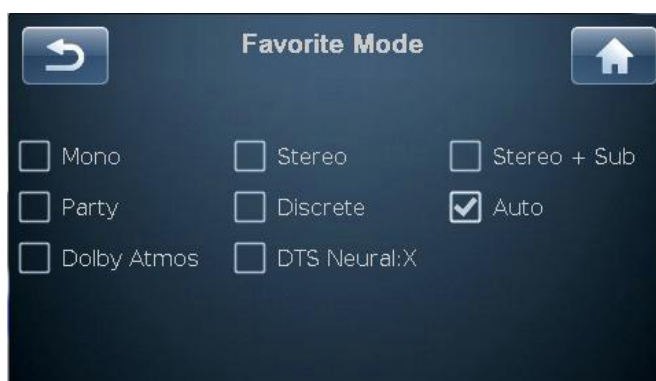 Favorite Mode
Mono Stereo Stereo + Sub
Party Discrete Auto
Dolby Atmos DTS Neural:X